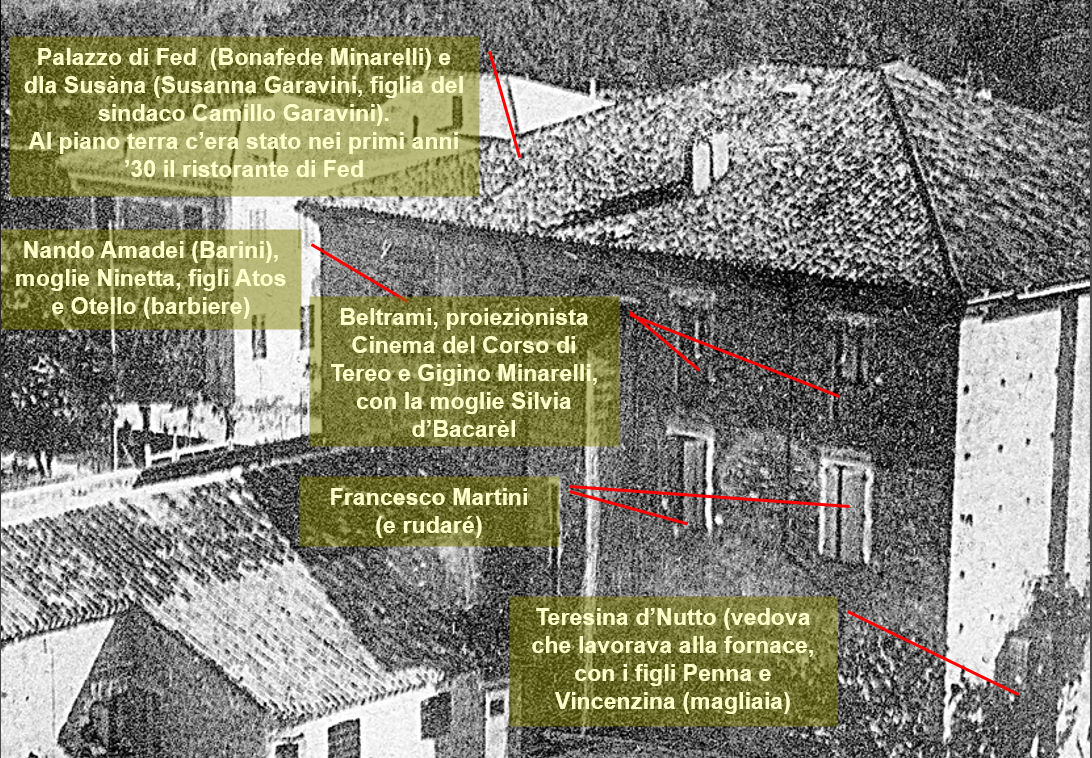 Palazzo di Fed (Bonafede Minarelli) e
dla Susàna (Susanna Garavini, figlia del
sindaco Camillo Garavini).
Al piano terra c’era stato nei primi anni
’30 il ristorante di Fed
Nando Amadei (Barini),
moglie Ninetta, figli Atos
e Otello (barbiere)
Beltrami, proiezionista
Cinema del Corso di
Tereo e Gigino Minarelli,
con la moglie Silvia
d’Bacarèl
Francesco Martini
(e rudaré)
Teresina d’Nutto (vedova
che lavorava alla fornace,
con i figli Penna e
Vincenzina (magliaia)